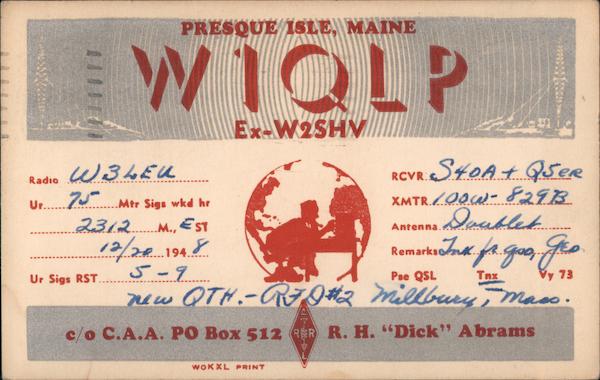 PRESQUE ISLE, MAINE
W1QLP
Ex-W2SHV
Radio W3LEU
Ur 75 Mtr Sigs wkd hr
2312 M., EST
12/20 1948
Ur Sigs RST 5-9
RCVR S40A + Q5er
XMTR 100W-829B
Antenna Doublet
Remarks Tnx fr qso, Geo.
Pse QSL Tnx Vy 73
New QTH.-RFD#2 Millbury, Mass.
c/o C.A.A. PO Box 512 R. H. "Dick" Abrams
WOKXL PRINT